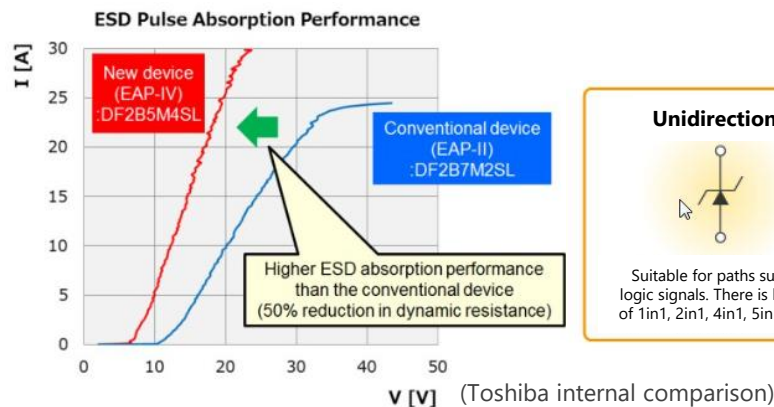 ESD Pulse Absorption Performance
I [A]
30
25
20
15
10
5
0
0
10
20
30
40
50
V [V]
New device
(EAP-IV)
:DF2B5M4SL
Conventional device
(EAP-II)
:DF2B7M2SL
Higher ESD absorption performance
than the conventional device
(50% reduction in dynamic resistance)
(Toshiba internal comparison)
Unidirection
Suitable for paths su
logic signals. There is
of 1in1, 2in1, 4in1, 5in